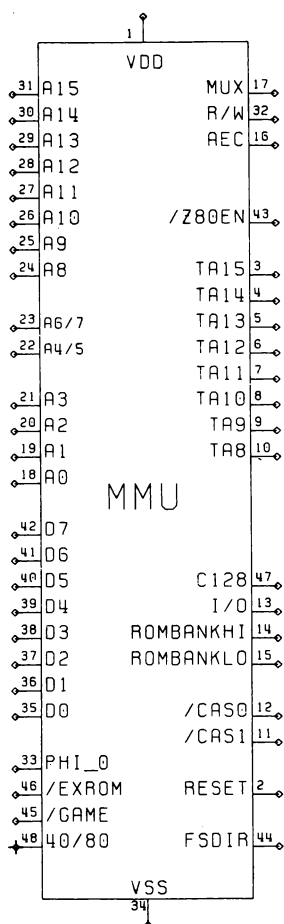 1
VDD
31 A15 MUX 17
30 A14 R/W 32
29 A13 AEC 16
28 A12
27 A11
26 A10 /Z80EN 43
25 A9
24 A8 TA15 3
TA14 4
23 A6/7 TA13 5
22 A4/5 TA12 6
TA11 7
21 A3 TA10 8
20 A2 TA9 9
19 A1 TA8 10
18 A0
MMU
42 D7
41 D6
40 D5 C128 47
39 D4 I/O 13
38 D3 ROMBANKHI 14
37 D2 ROMBANKLO 15
36 D1
35 D0 /CAS0 12
/CAS1 11
33 PHI_0
46 /EXROM RESET 2
45 /GAME
48 40/80 FSDIR 44
VSS
34